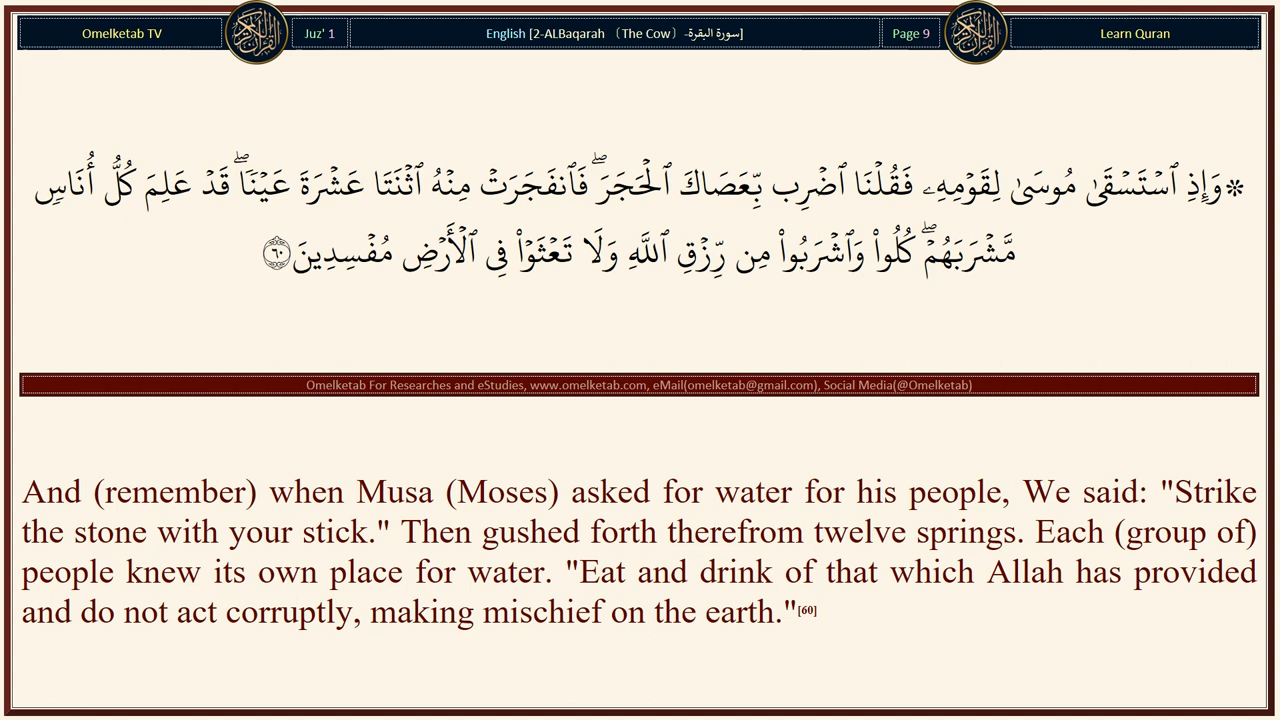 Omelketab TV
Juz' 1
English [2-ALBaqarah （The Cow） -سورة البقرة]
Page 9
Learn Quran
۞ وَإِذِ ٱسْتَسْقَىٰ مُوسَىٰ لِقَوْمِهِۦ فَقُلْنَا ٱضْرِب بِّعَصَاكَ ٱلْحَجَرَ ۖ فَٱنفَجَرَتْ مِنْهُ ٱثْنَتَا عَشْرَةَ عَيْنًا ۖ قَدْ عَلِمَ كُلُّ أُنَاسٍ
مَّشْرَبَهُمْ ۖ كُلُوا۟ وَٱشْرَبُوا۟ مِن رِّزْقِ ٱللَّهِ وَلَا تَعْثَوْا۟ فِى ٱلْأَرْضِ مُفْسِدِينَ ٦٠
Omelketab For Researches and eStudies, www.omelketab.com, eMail(omelketab@gmail.com), Social Media(@Omelketab)
And (remember) when Musa (Moses) asked for water for his people, We said: "Strike
the stone with your stick." Then gushed forth therefrom twelve springs. Each (group of)
people knew its own place for water. "Eat and drink of that which Allah has provided
and do not act corruptly, making mischief on the earth."[60]